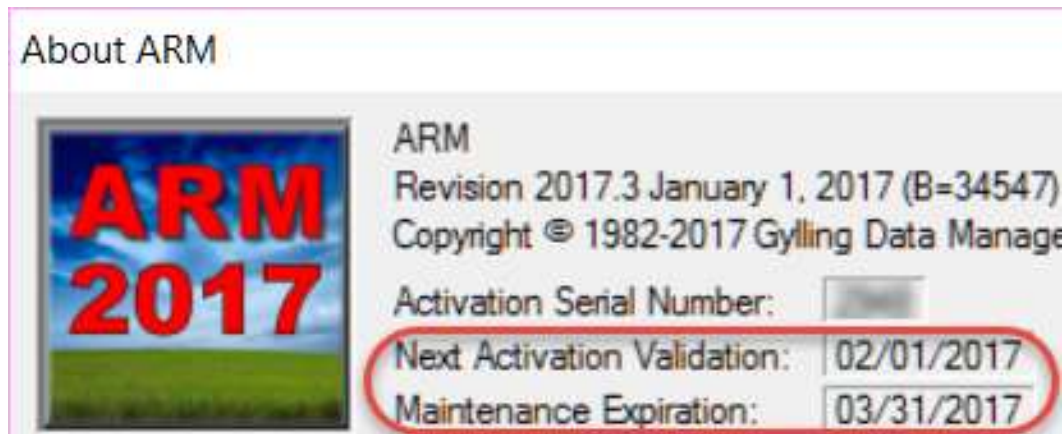 About ARM
ARM
2017
ARM
Revision 2017.3 January 1, 2017 (B=34547)
Copyright © 1982-2017 Gylling Data Manage
Activation Serial Number:
Next Activation Validation: 02/01/2017
Maintenance Expiration: 03/31/2017